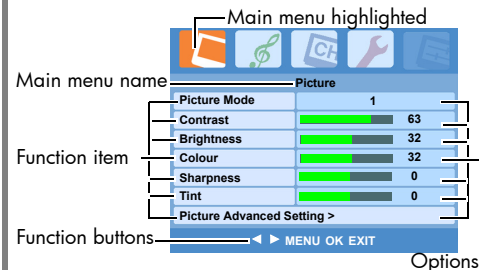 Main menu highlighted
CH
Main menu name
Picture
Picture Mode 1
Contrast 63
Brightness 32
Function item
Colour 32
Sharpness 0
Tint 0
Picture Advanced Setting >
Function buttons
◄ ► MENU OK EXIT
Options